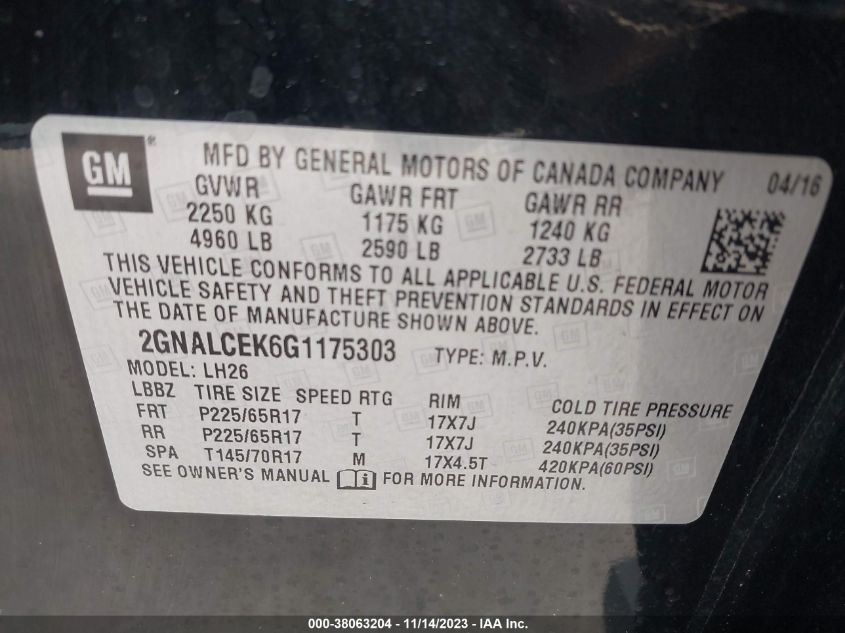 GM ® MFD BY GENERAL MOTORS OF CANADA COMPANY 04/16
GVWR GAWR FRT GAWR RR
2250 KG 1175 KG 1240 KG
4960 LB 2590 LB 2733 LB
THIS VEHICLE CONFORMS TO ALL APPLICABLE U.S. FEDERAL MOTOR
VEHICLE SAFETY AND THEFT PREVENTION STANDARDS IN EFFECT ON
THE DATE OF MANUFACTURE SHOWN ABOVE.
2GNALCEK6G1175303 TYPE: M.P.V.
MODEL: LH26
LBBZ TIRE SIZE SPEED RTG RIM COLD TIRE PRESSURE
FRT P225/65R17 T 17X7J 240KPA(35PSI)
RR P225/65R17 T 17X7J 240KPA(35PSI)
SPA T145/70R17 M 17X4.5T 420KPA(60PSI)
SEE OWNER'S MANUAL i FOR MORE INFORMATION.
000-38063204 - 11/14/2023 - IAA Inc.